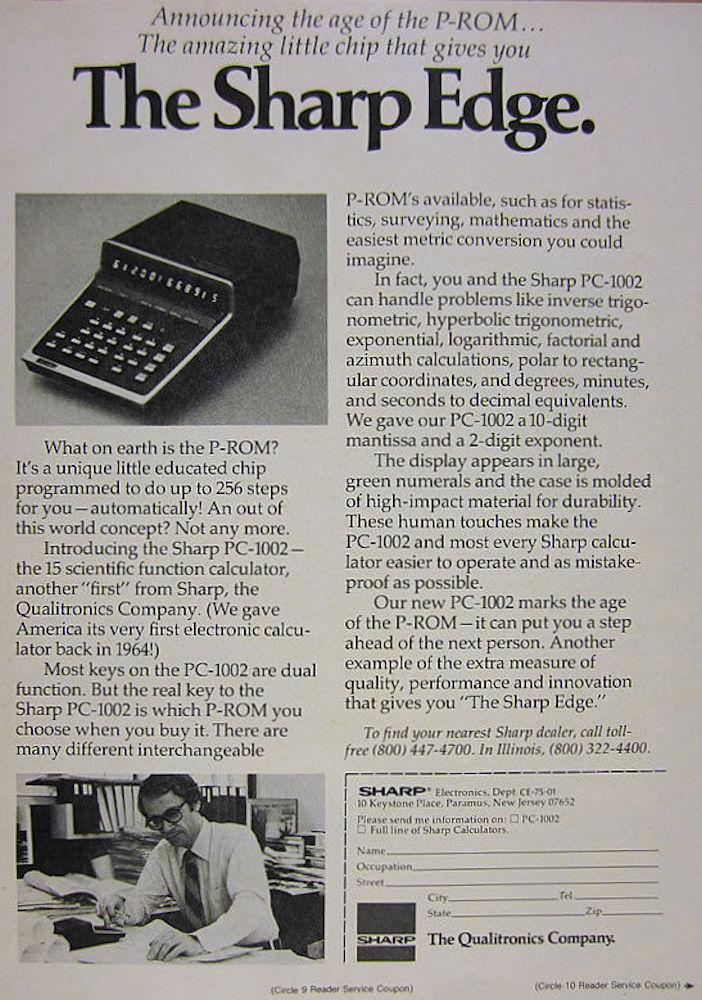 Announcing the age of the P-ROM...
The amazing little chip that gives you
The Sharp Edge.
What on earth is the P-ROM?
It's a unique little educated chip
programmed to do up to 256 steps
for you—automatically! An out of
this world concept? Not any more.
Introducing the Sharp PC-1002—
the 15 scientific function calculator,
another "first" from Sharp, the
Qualitronics Company. (We gave
America its very first electronic calcu-
lator back in 1964!)
Most keys on the PC-1002 are dual
function. But the real key to the
Sharp PC-1002 is which P-ROM you
choose when you buy it. There are
many different interchangeable
P-ROM's available, such as for statis-
tics, surveying, mathematics and the
easiest metric conversion you could
imagine.
In fact, you and the Sharp PC-1002
can handle problems like inverse trigo-
nometric, hyperbolic trigonometric,
exponential, logarithmic, factorial and
azimuth calculations, polar to rectang-
ular coordinates, and degrees, minutes,
and seconds to decimal equivalents.
We gave our PC-1002 a 10-digit
mantissa and a 2-digit exponent.
The display appears in large,
green numerals and the case is molded
of high-impact material for durability.
These human touches make the
PC-1002 and most every Sharp calcu-
lator easier to operate and as mistake-
proof as possible.
Our new PC-1002 marks the age
of the P-ROM—it can put you a step
ahead of the next person. Another
example of the extra measure of
quality, performance and innovation
that gives you "The Sharp Edge."
To find your nearest Sharp dealer, call toll-
free (800) 447-4700. In Illinois, (800) 322-4400.
SHARP® Electronics, Dept. CE-75-01
10 Keystone Place, Paramus, New Jersey 07652
Please send me information on: ☐ PC-1002
☐ Full line of Sharp Calculators.
Name
Occupation
Street
City Tel.
State Zip
SHARP The Qualitronics Company.
(Circle 9 Reader Service Coupon)
(Circle 10 Reader Service Coupon)